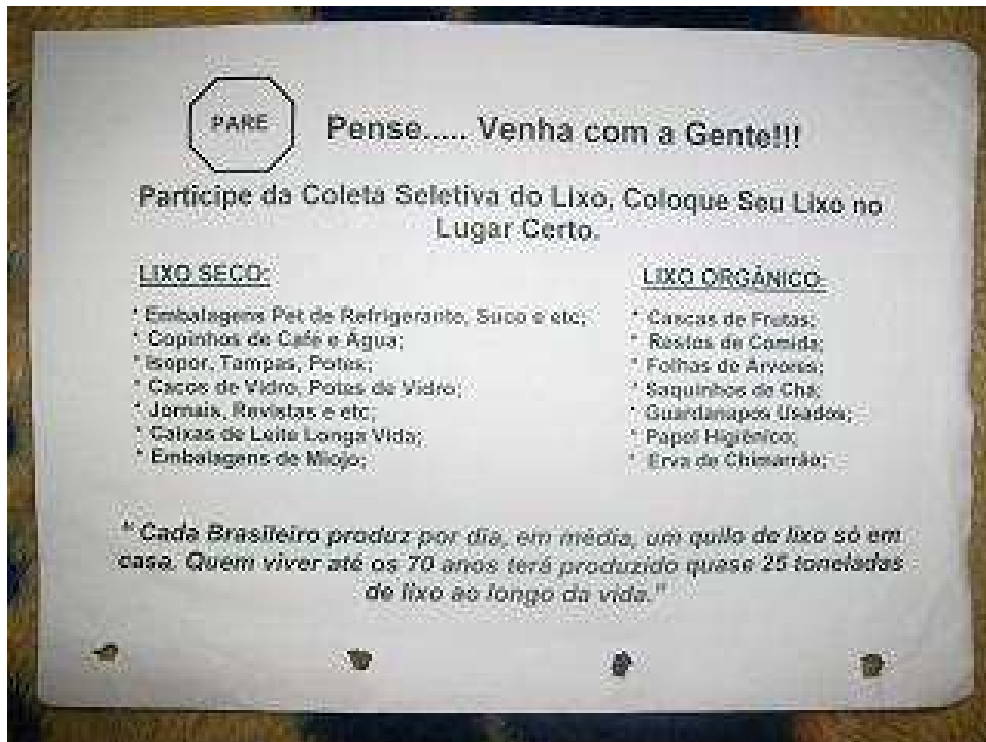 PARE
Pense..... Venha com a Gente!!!
Participe da Coleta Seletiva do Lixo, Coloque Seu Lixo no
Lugar Certo.
LIXO SECO:
* Embalagens Pet de Refrigerante, Suco e etc;
* Copinhos de Café e Água;
* Isopor, Tampas, Potes;
* Cacos de Vidro, Potes de Vidro;
* Jornais, Revistas e etc;
* Caixas de Leite Longa Vida;
* Embalagens de Miojo;
LIXO ORGÂNICO:
* Cascas de Frutas;
* Restos de Comida;
* Folhas de Árvores;
* Saquinhos de Chá;
* Guardanapos Usados;
* Papel Higiênico;
* Erva de Chimarrão;
" Cada Brasileiro produz por dia, em média, um quilo de lixo só em
casa. Quem viver até os 70 anos terá produzido quase 25 toneladas
de lixo ao longo da vida."